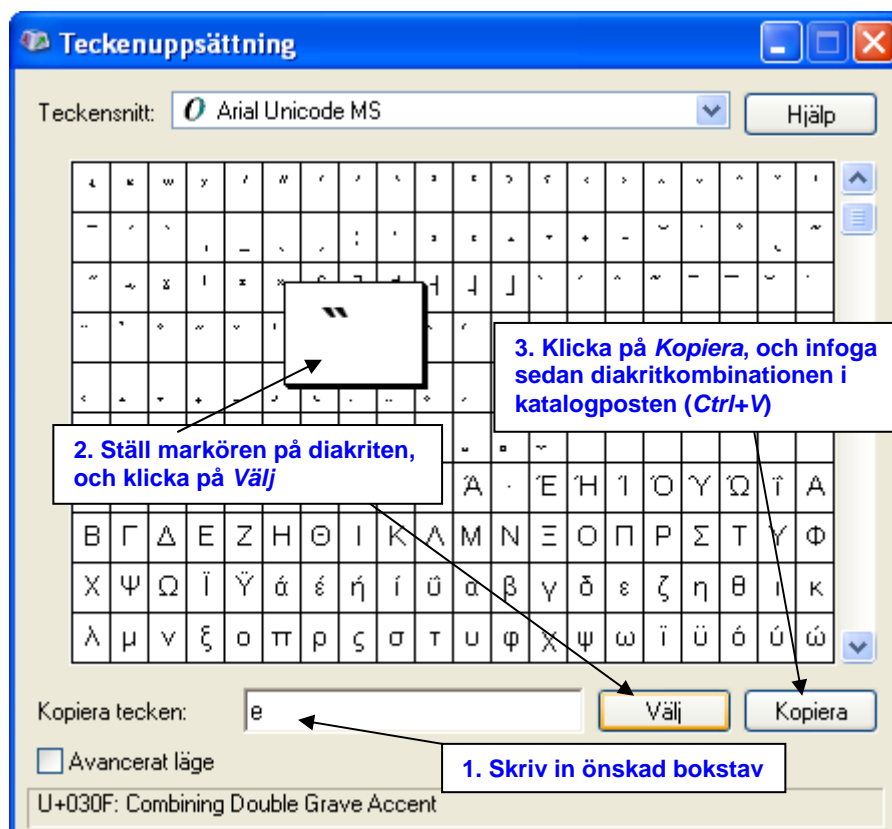 Teckenuppsättning
Teckensnitt: O Arial Unicode MS Hjälp
3. Klicka på Kopiera, och infoga
sedan diakritkombinationen i
katalogposten (Ctrl+V)
2. Ställ markören på diakriten,
och klicka på Välj
Ά · Έ Ή Ί Ό Ύ Ώ ΐ Α
Β Γ Δ Ε Ζ Η Θ Ι Κ Λ Μ Ν Ξ Ο Π Ρ Σ Τ Υ Φ
Χ Ψ Ω Ϊ Ϋ ά έ ή ί ΰ α β γ δ ε ζ η θ ι κ
λ μ ν ξ ο π ρ ς σ τ υ φ χ ψ ω ϊ ϋ ό ύ ώ
Kopiera tecken: e Välj Kopiera
Avancerat läge
1. Skriv in önskad bokstav
U+030F: Combining Double Grave Accent